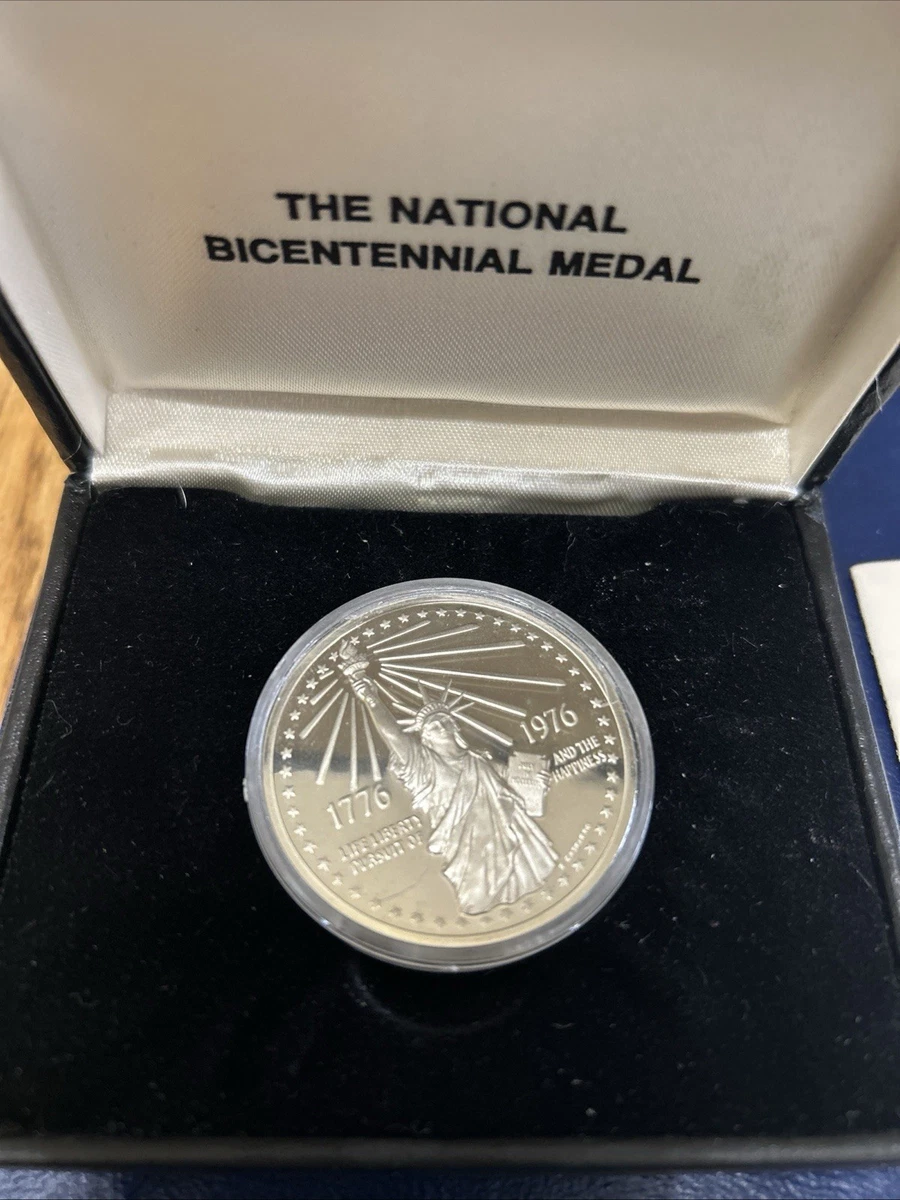 THE NATIONAL
BICENTENNIAL MEDAL
1976
AND THE
HAPPINESS
1776
LIFE LIBERTY
PURSUIT OF